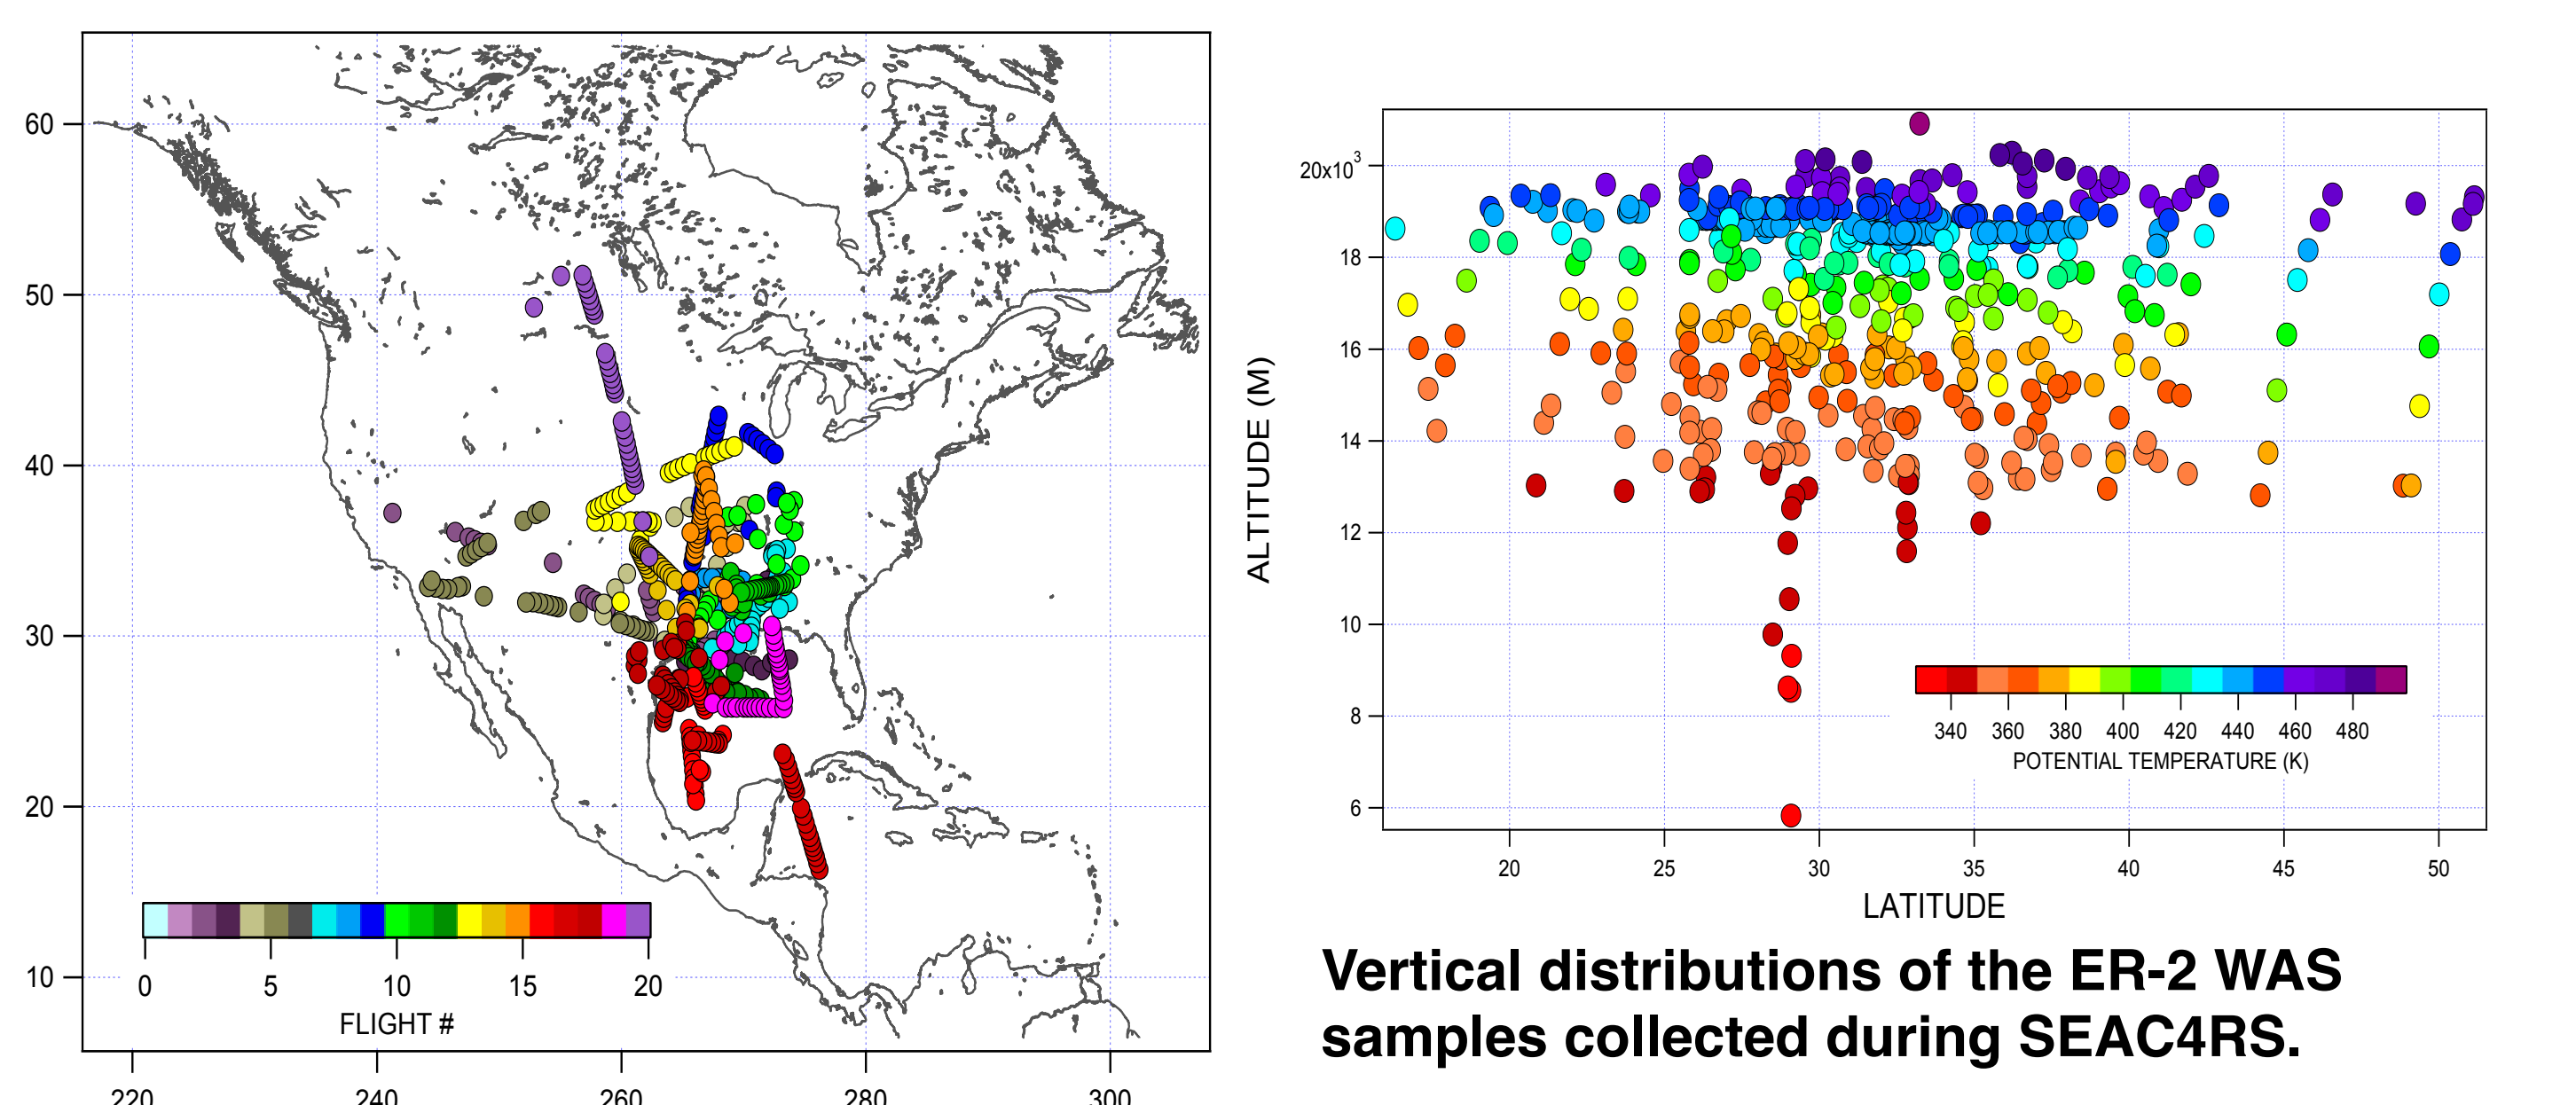 60
50
40
30
20
10
0 5 10 15 20
FLIGHT #
220 240 260 280 300
20x10³
18
16
14
12
10
8
6
ALTITUDE (M)
340 360 380 400 420 440 460 480
POTENTIAL TEMPERATURE (K)
20 25 30 35 40 45 50
LATITUDE
Vertical distributions of the ER-2 WAS
samples collected during SEAC4RS.